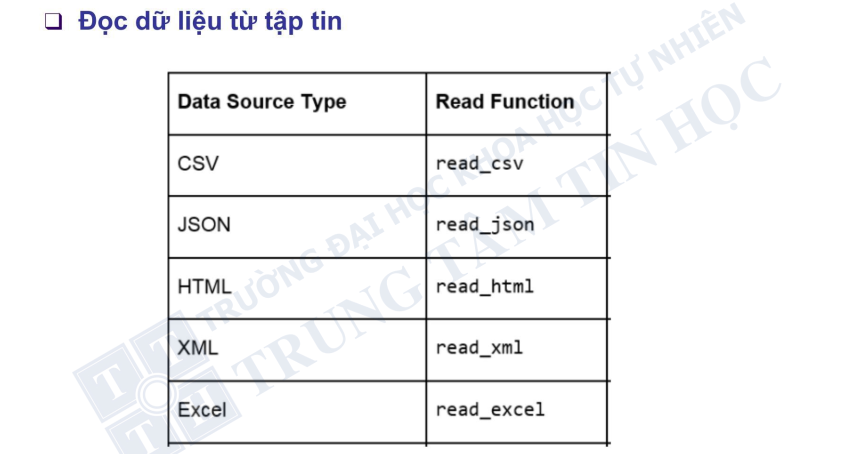 ❑ Đọc dữ liệu từ tập tin
Data Source Type Read Function
CSV read_csv
JSON read_json
HTML read_html
XML read_xml
Excel read_excel
TRƯỜNG ĐẠI HỌC KHOA HỌC TỰ NHIÊN
TRUNG TÂM TIN HỌC